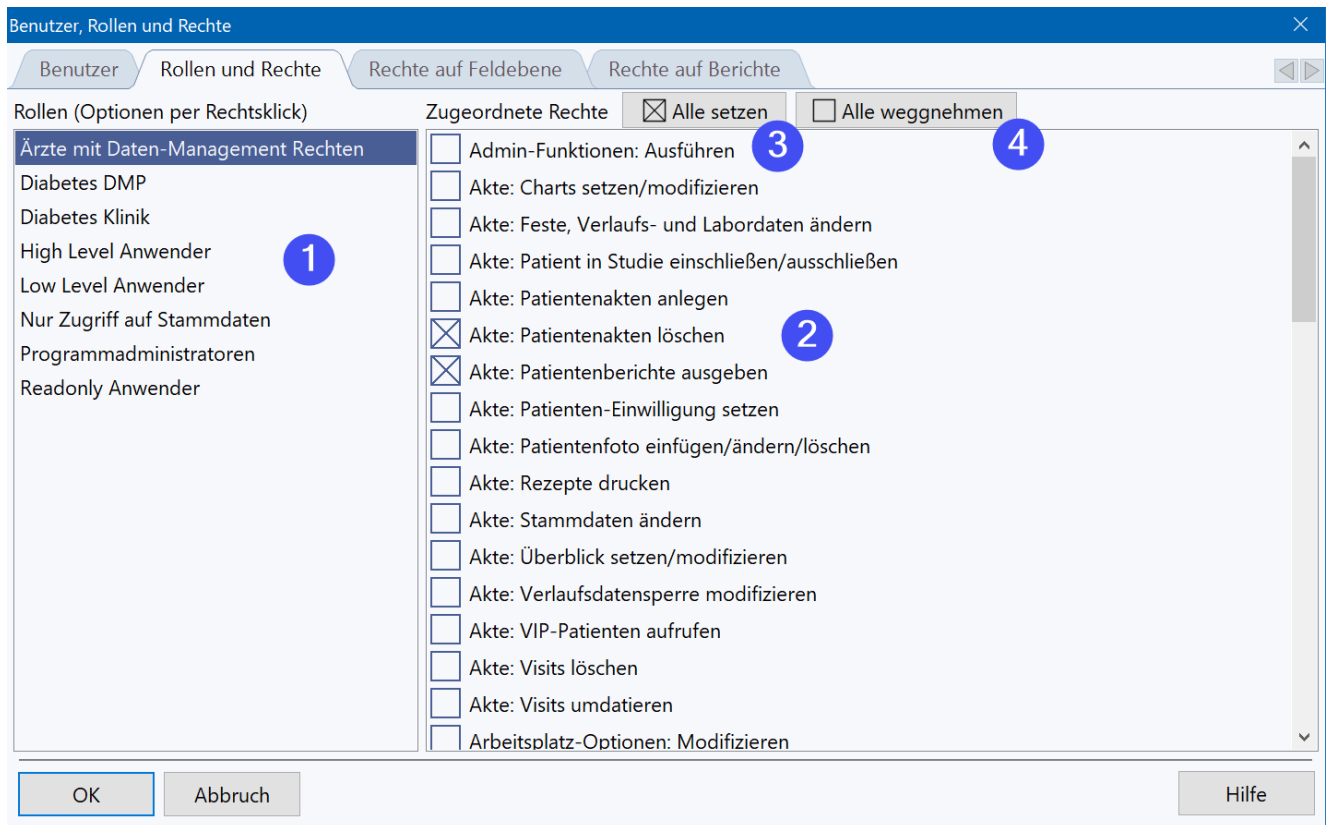 Benutzer, Rollen und Rechte
Benutzer Rollen und Rechte Rechte auf Feldebene Rechte auf Berichte
Rollen (Optionen per Rechtsklick)
Zugeordnete Rechte Alle setzen Alle weggnehmen
Ärzte mit Daten-Management Rechten
Diabetes DMP
Diabetes Klinik
High Level Anwender
Low Level Anwender
Nur Zugriff auf Stammdaten
Programmadministratoren
Readonly Anwender
1
Admin-Funktionen: Ausführen
3
4
Akte: Charts setzen/modifizieren
Akte: Feste, Verlaufs- und Labordaten ändern
Akte: Patient in Studie einschließen/ausschließen
Akte: Patientenakten anlegen
Akte: Patientenakten löschen
2
Akte: Patientenberichte ausgeben
Akte: Patienten-Einwilligung setzen
Akte: Patientenfoto einfügen/ändern/löschen
Akte: Rezepte drucken
Akte: Stammdaten ändern
Akte: Überblick setzen/modifizieren
Akte: Verlaufsdatensperre modifizieren
Akte: VIP-Patienten aufrufen
Akte: Visits löschen
Akte: Visits umdatieren
Arbeitsplatz-Optionen: Modifizieren
OK Abbruch Hilfe